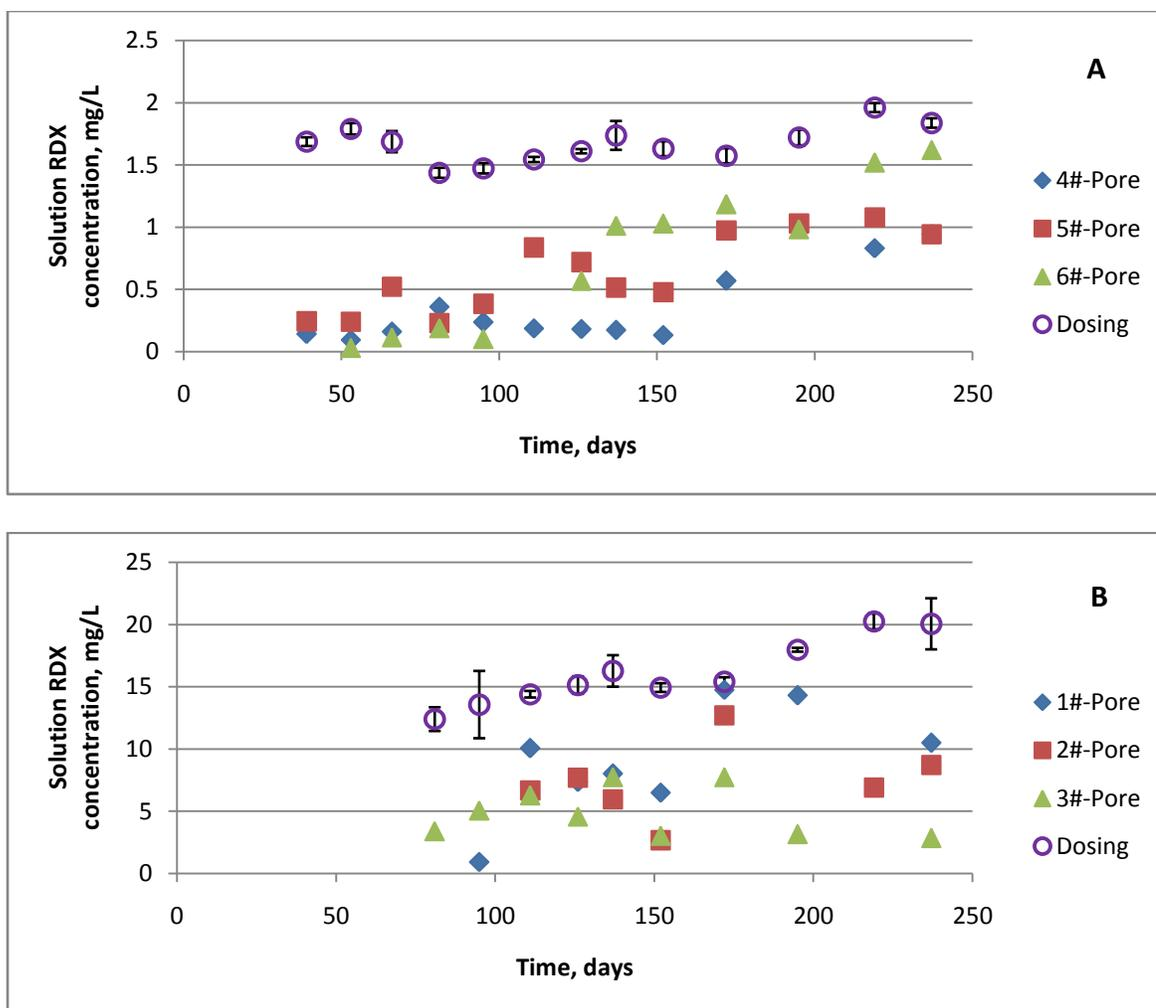 A
Solution RDX
concentration, mg/L
2.5
2
1.5
1
0.5
0
0 50 100 150 200 250
Time, days
4#-Pore
5#-Pore
6#-Pore
Dosing
B
Solution RDX
concentration, mg/L
25
20
15
10
5
0
0 50 100 150 200 250
Time, days
1#-Pore
2#-Pore
3#-Pore
Dosing